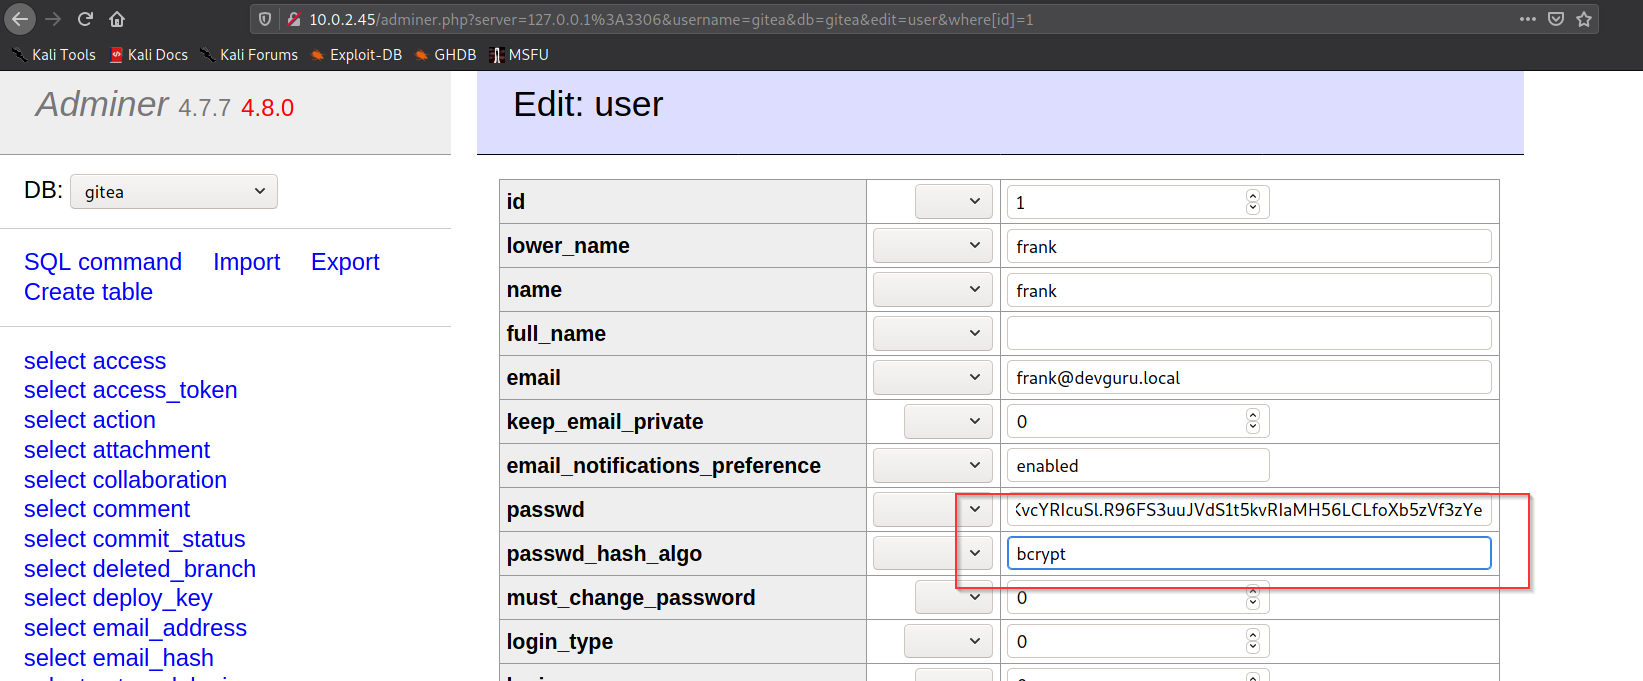 10.0.2.45/adminer.php?server=127.0.0.1%3A3306&username=gitea&db=gitea&edit=user&where[id]=1
Kali Tools Kali Docs Kali Forums Exploit-DB GHDB MSFU
Adminer 4.7.7 4.8.0
DB: gitea
SQL command Import Export
Create table
select access
select access_token
select action
select attachment
select collaboration
select comment
select commit_status
select deleted_branch
select deploy_key
select email_address
select email_hash
Edit: user
id 1
lower_name frank
name frank
full_name
email frank@devguru.local
keep_email_private 0
email_notifications_preference enabled
passwd KvcYRIcuSl.R96FS3uuJVdS1t5kvRIaMH56LCLfoXb5zVf3zYe
passwd_hash_algo bcrypt
must_change_password 0
login_type 0